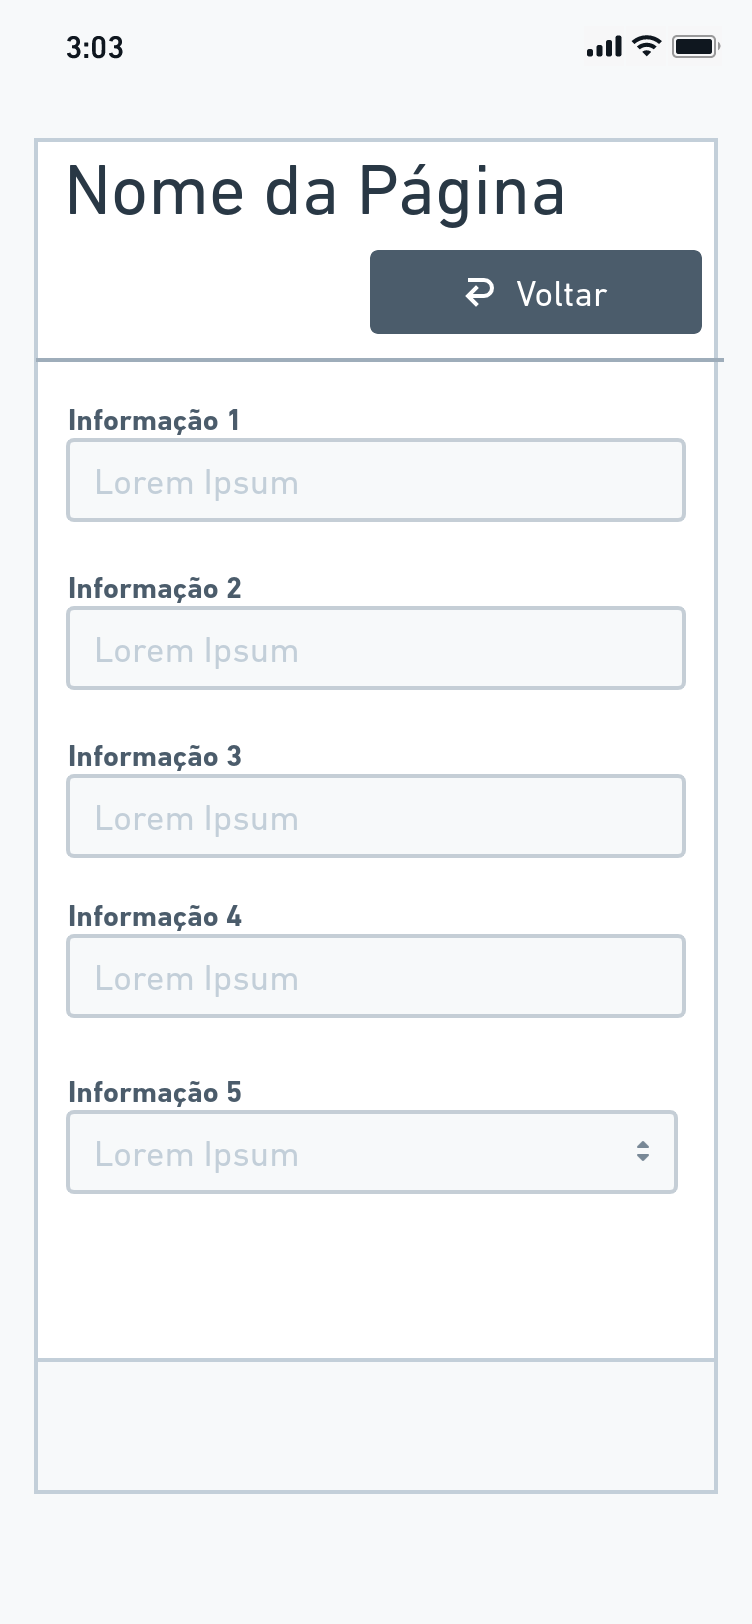 3:03
Nome da Página
Voltar
Informação 1
Lorem Ipsum
Informação 2
Lorem Ipsum
Informação 3
Lorem Ipsum
Informação 4
Lorem Ipsum
Informação 5
Lorem Ipsum